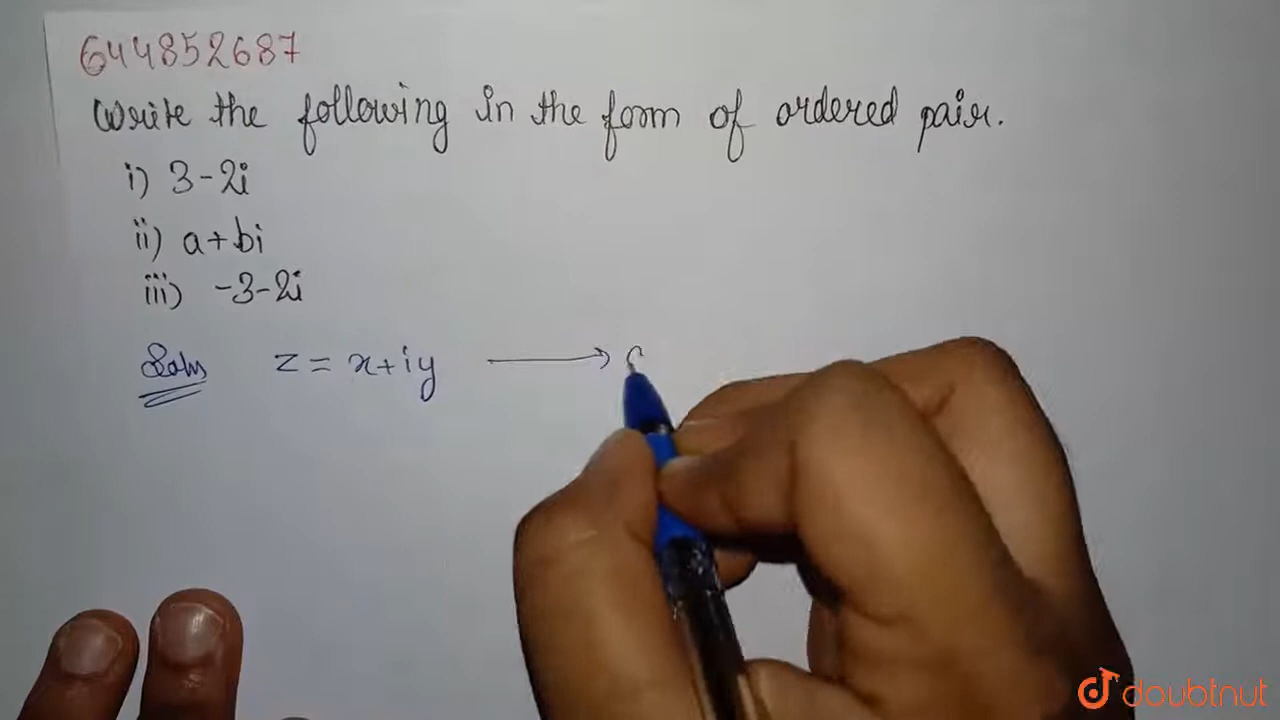 644852687
Write the following in the form of ordered pair.
i) 3-2i
ii) a+bi
iii) -3-2i
Soln z = x+iy
doubtnut